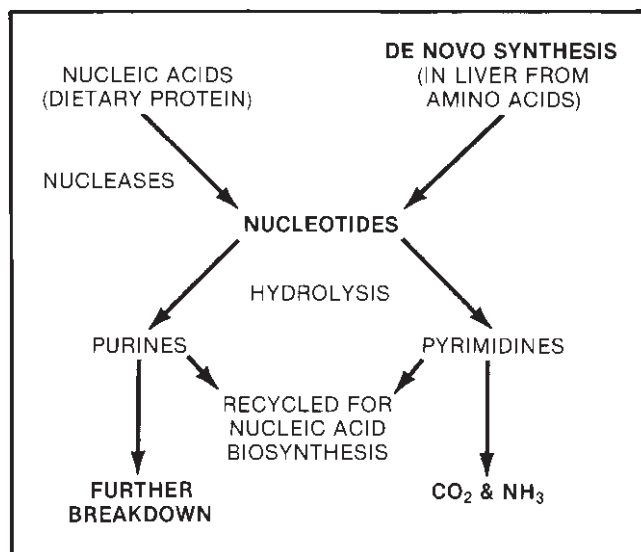 NUCLEIC ACIDS
(DIETARY PROTEIN)
DE NOVO SYNTHESIS
(IN LIVER FROM
AMINO ACIDS)
NUCLEASES
NUCLEOTIDES
HYDROLYSIS
PURINES
PYRIMIDINES
RECYCLED FOR
NUCLEIC ACID
BIOSYNTHESIS
FURTHER
BREAKDOWN
CO₂ & NH₃